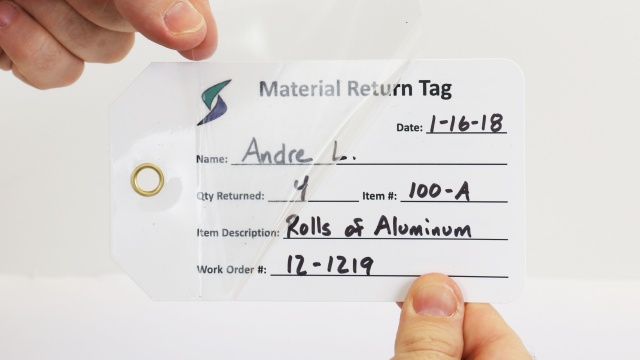 Material Return Tag
Date: 1-16-18
Name: Andre L.
Qty Returned: 4 Item #: 100-A
Item Description: Rolls of Aluminum
Work Order #: 12-1219